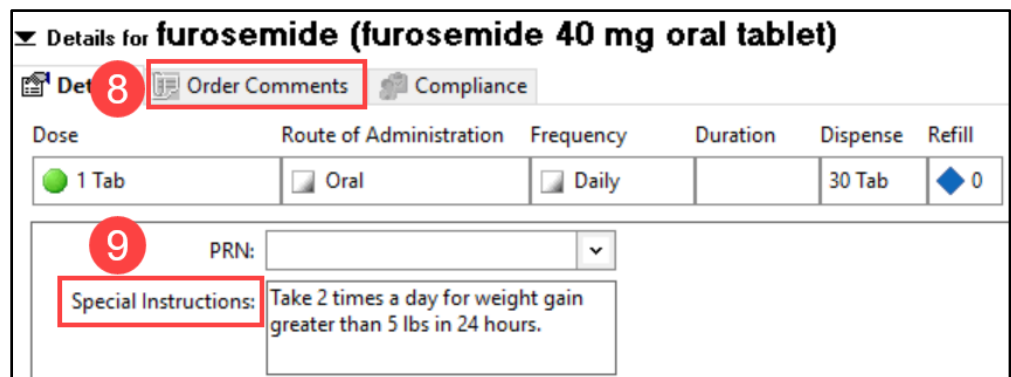 Details for furosemide (furosemide 40 mg oral tablet)
Det 8 Order Comments Compliance
Dose Route of Administration Frequency Duration Dispense Refill
1 Tab Oral Daily 30 Tab 0
9 PRN:
Special Instructions: Take 2 times a day for weight gain
greater than 5 lbs in 24 hours.